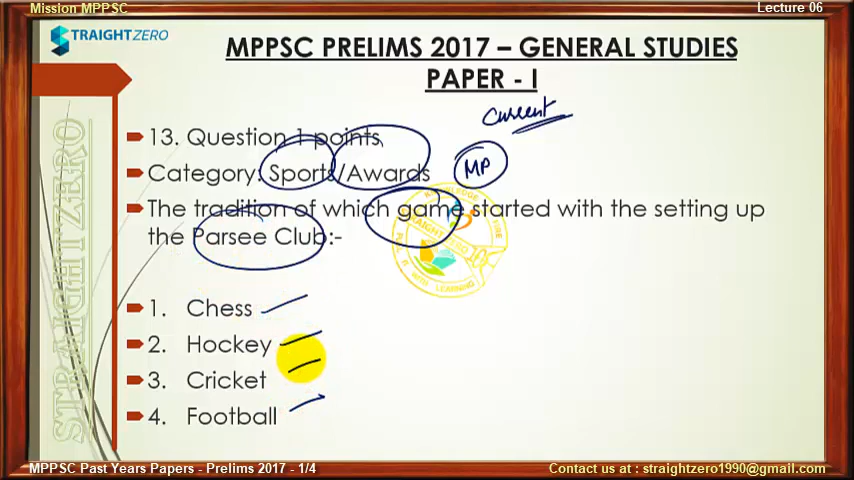 Mission MPPSC
Lecture 06
STRAIGHTZERO
MPPSC PRELIMS 2017 – GENERAL STUDIES
PAPER - I
Current
13. Question 1 points
Category: Sports/Awards
MP
The tradition of which game started with the setting up
the Parsee Club:-
1. Chess
2. Hockey
3. Cricket
4. Football
STRAIGHTZERO
MPPSC Past Years Papers - Prelims 2017 - 1/4
Contact us at : straightzero1990@gmail.com